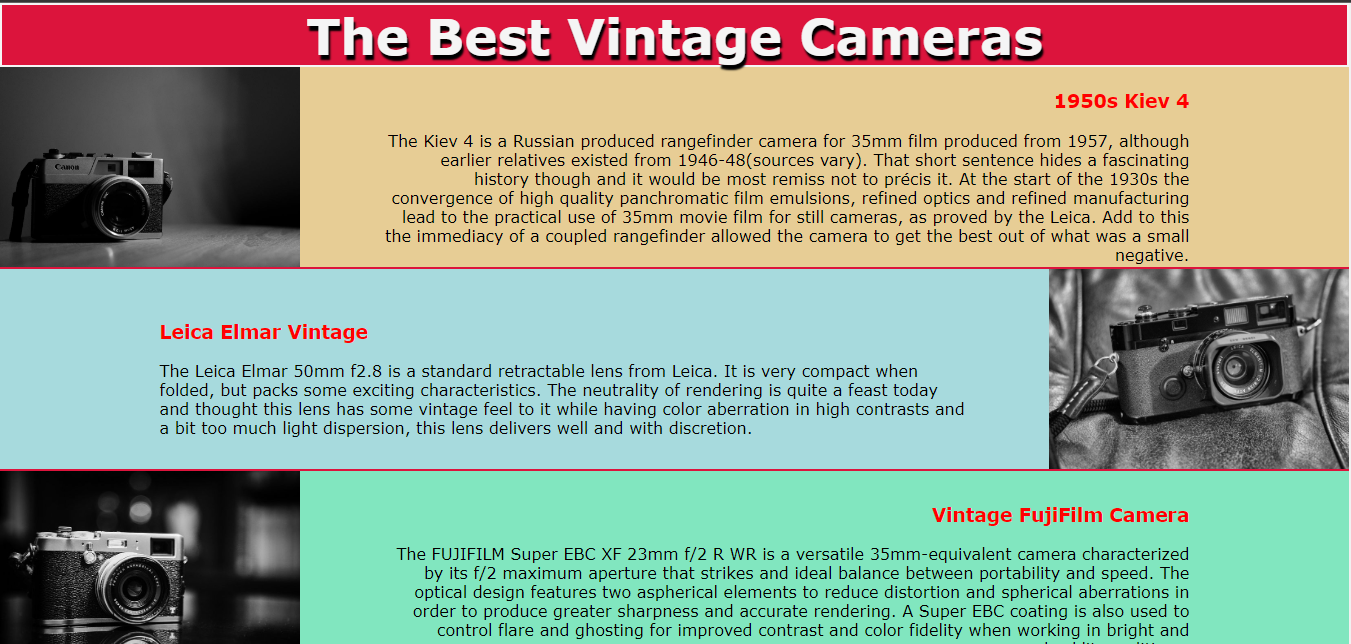 The Best Vintage Cameras
Canon
1950s Kiev 4
The Kiev 4 is a Russian produced rangefinder camera for 35mm film produced from 1957, although
earlier relatives existed from 1946-48(sources vary). That short sentence hides a fascinating
history though and it would be most remiss not to précis it. At the start of the 1930s the
convergence of high quality panchromatic film emulsions, refined optics and refined manufacturing
lead to the practical use of 35mm movie film for still cameras, as proved by the Leica. Add to this
the immediacy of a coupled rangefinder allowed the camera to get the best out of what was a small
negative.
Leica Elmar Vintage
The Leica Elmar 50mm f2.8 is a standard retractable lens from Leica. It is very compact when
folded, but packs some exciting characteristics. The neutrality of rendering is quite a feast today
and thought this lens has some vintage feel to it while having color aberration in high contrasts and
a bit too much light dispersion, this lens delivers well and with discretion.
Vintage FujiFilm Camera
The FUJIFILM Super EBC XF 23mm f/2 R WR is a versatile 35mm-equivalent camera characterized
by its f/2 maximum aperture that strikes and ideal balance between portability and speed. The
optical design features two aspherical elements to reduce distortion and spherical aberrations in
order to produce greater sharpness and accurate rendering. A Super EBC coating is also used to
control flare and ghosting for improved contrast and color fidelity when working in bright and